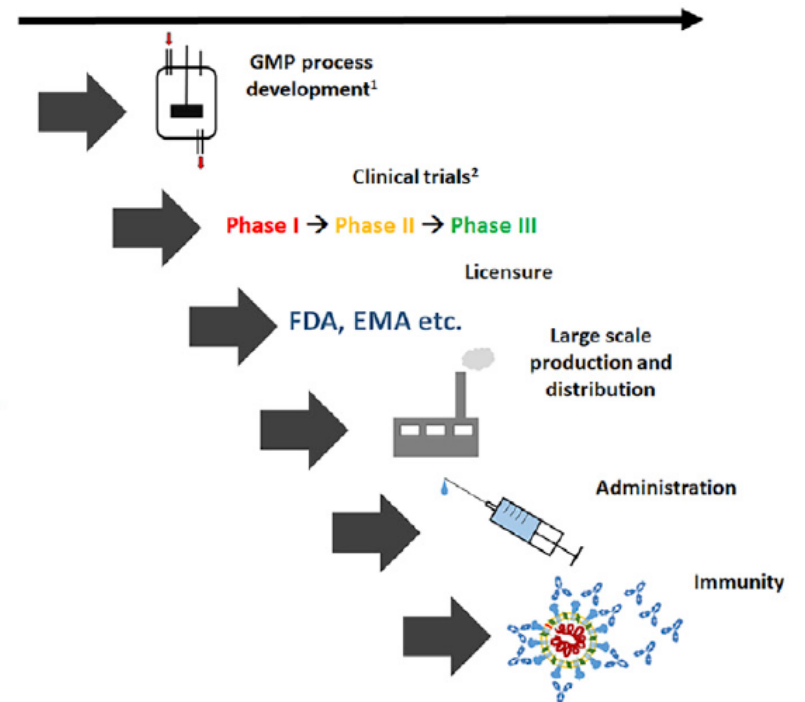 GMP process
development¹
Clinical trials²
Phase I → Phase II → Phase III
Licensure
FDA, EMA etc.
Large scale
production and
distribution
Administration
Immunity